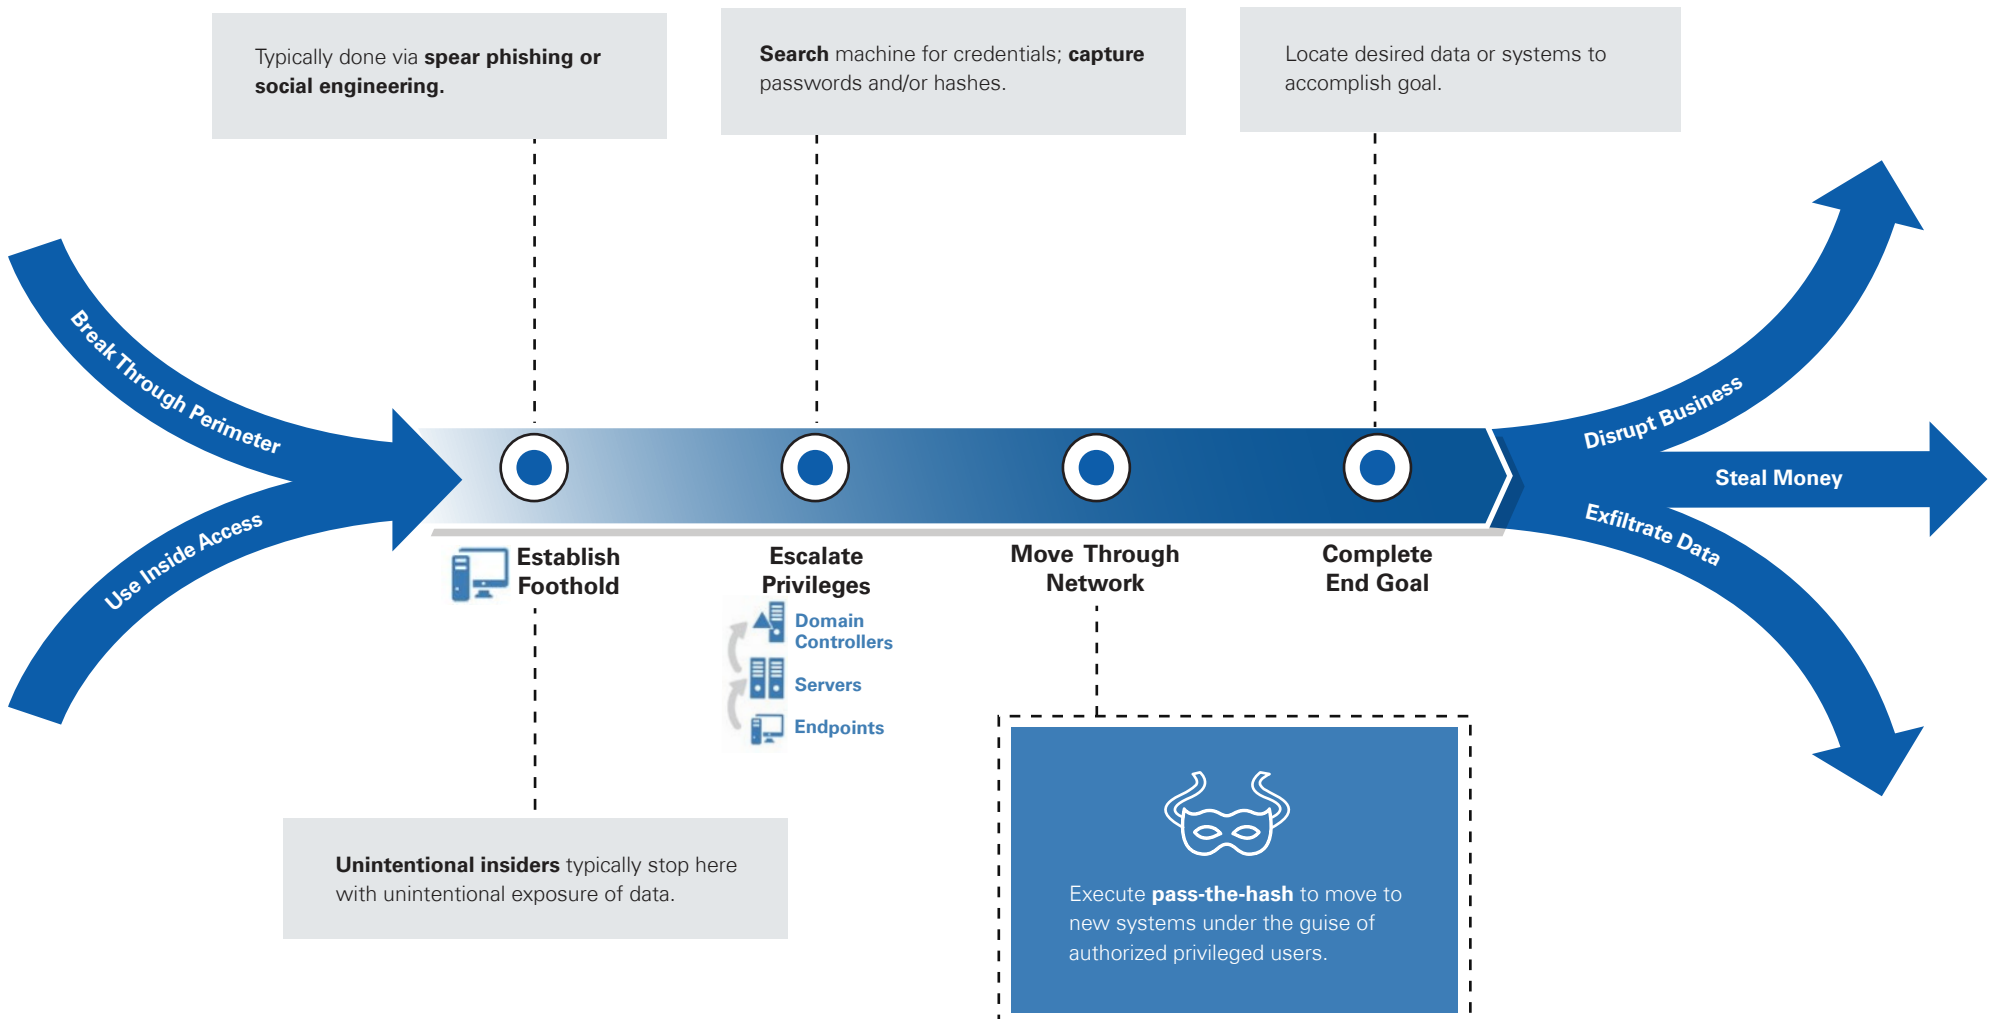 Typically done via spear phishing or
social engineering.
Search machine for credentials; capture
passwords and/or hashes.
Locate desired data or systems to
accomplish goal.
Break Through Perimeter
Use Inside Access
Disrupt Business
Steal Money
Exfiltrate Data
Establish
Foothold
Escalate
Privileges
Move Through
Network
Complete
End Goal
Domain
Controllers
Servers
Endpoints
Unintentional insiders typically stop here
with unintentional exposure of data.
Execute pass-the-hash to move to
new systems under the guise of
authorized privileged users.